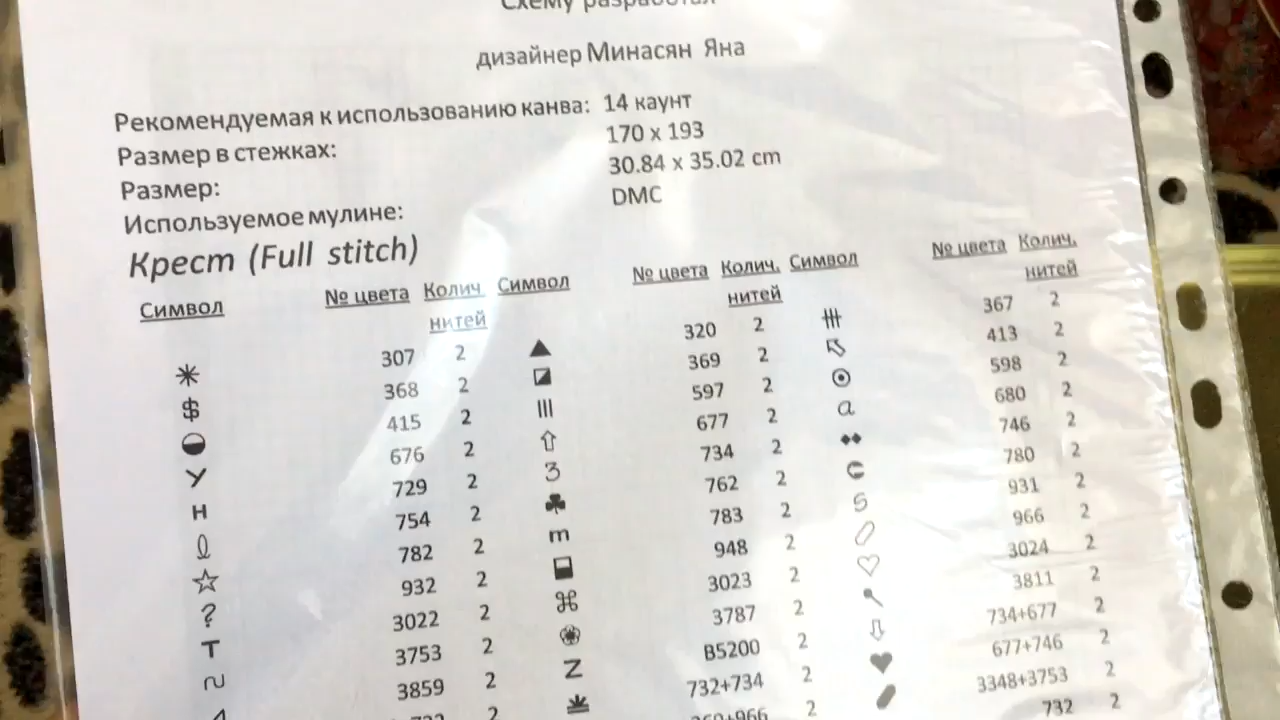 Схему разработал
дизайнер Минасян Яна
Рекомендуемая к использованию канва: 14 каунт
Размер в стежках: 170 x 193
Размер: 30.84 x 35.02 cm
Используемое мулине: DMC
Крест (Full stitch)
Символ № цвета Колич. нитей Символ № цвета Колич. нитей Символ № цвета Колич. нитей
307 2 ▲ 320 2 367 2
$ 368 2 ◪ 369 2 413 2
◒ 415 2 III 597 2 ⊙ 598 2
Y 676 2 ⇧ 677 2 a 680 2
H 729 2 3 734 2 ♦♦ 746 2
754 2 ♣ 762 2 780 2
☆ 782 2 m 783 2 S 931 2
? 932 2 948 2 966 2
T 3022 2 ⌘ 3023 2 ♡ 3024 2
3753 2 3787 2 3811 2
3859 2 Z B5200 2 ⇩ 734+677 2
2 732+734 2 ♥ 677+746 2
2 3348+3753 2
732 2